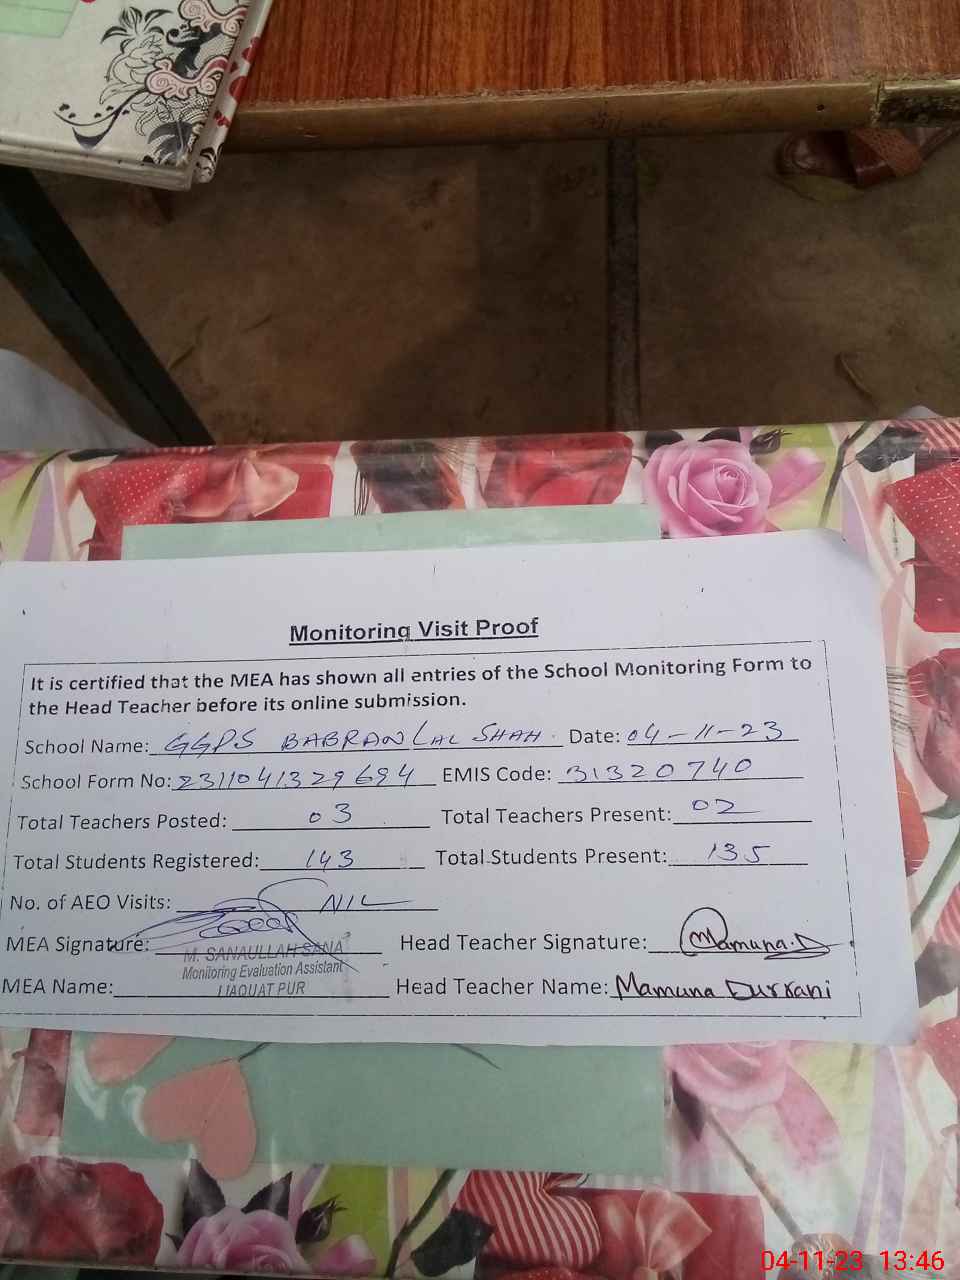 Monitoring Visit Proof
It is certified that the MEA has shown all entries of the School Monitoring Form to
the Head Teacher before its online submission.
School Name: GGPS BABRAN LAL SHAH. Date: 04-11-23
School Form No: 2311041329694 EMIS Code: 31320740
Total Teachers Posted: 03 Total Teachers Present: 02
Total Students Registered: 143 Total Students Present: 135
No. of AEO Visits: NIL
MEA Signature: Head Teacher Signature: Mamuna.D
M. SANAULLAH SANA
Monitoring Evaluation Assistant
LIAQUAT PUR
MEA Name: Head Teacher Name: Mamuna Durrani
04-11-23 13:46